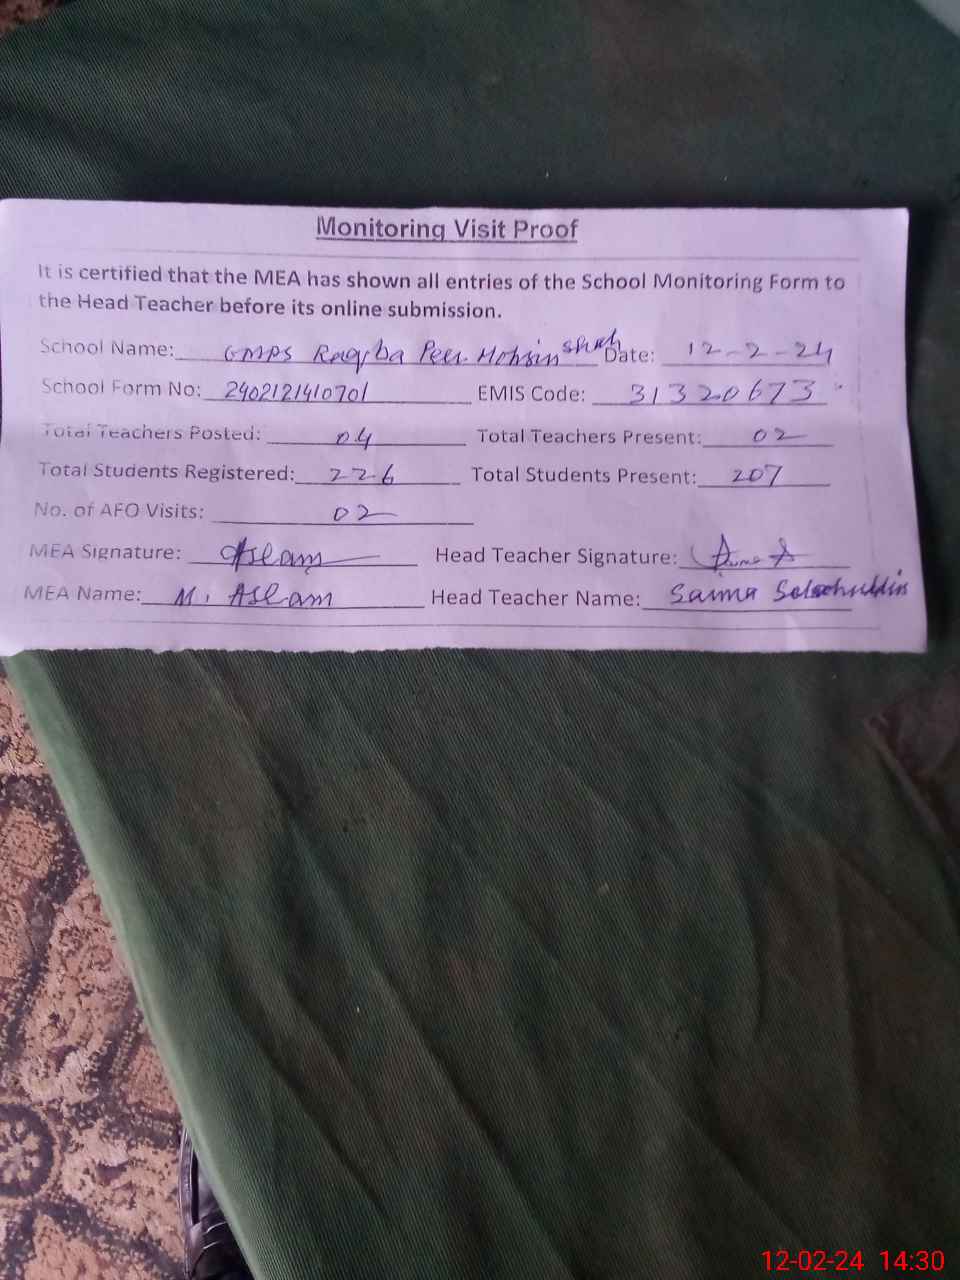 Monitoring Visit Proof
It is certified that the MEA has shown all entries of the School Monitoring Form to
the Head Teacher before its online submission.
School Name: GMPS Raqba Peer Mohsin Shah Date: 12-2-24
School Form No: 2402121410701 EMIS Code: 31320673
Total Teachers Posted: 04 Total Teachers Present: 02
Total Students Registered: 226 Total Students Present: 207
No. of AFO Visits: 02
MEA Signature: Aslam Head Teacher Signature:
MEA Name: M. Aslam Head Teacher Name: Saima Salahuddin
12-02-24 14:30